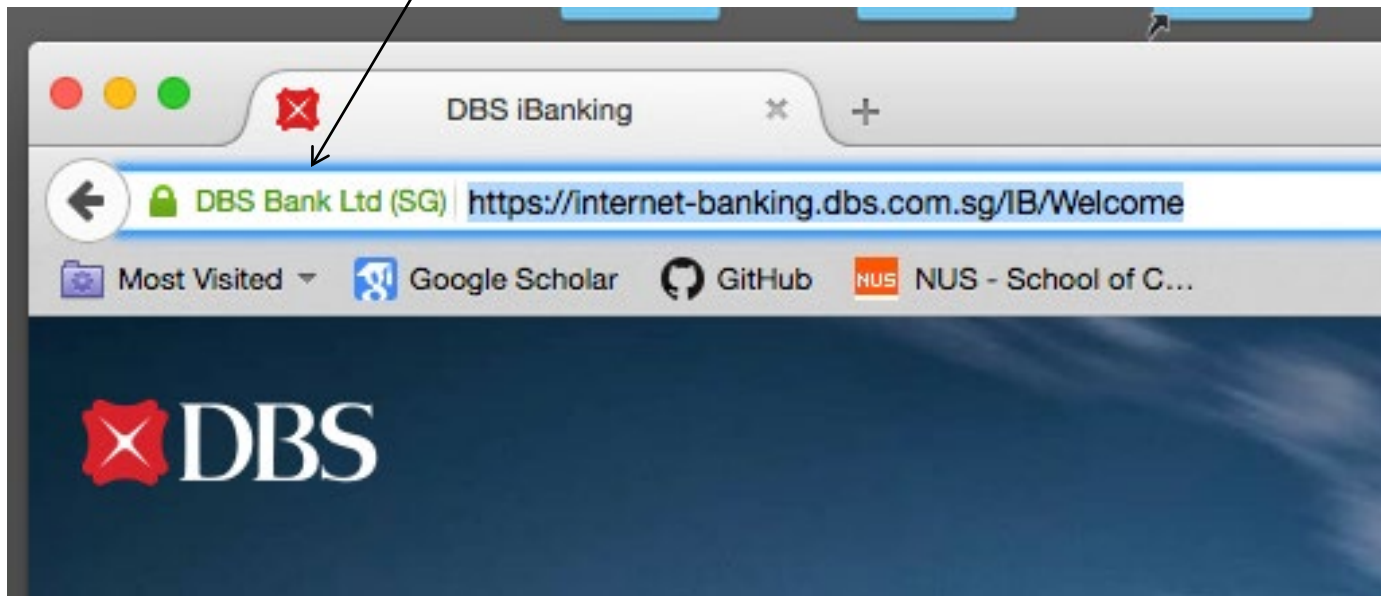 DBS iBanking
DBS Bank Ltd (SG) https://internet-banking.dbs.com.sg/IB/Welcome
Most Visited Google Scholar GitHub NUS NUS - School of C...
DBS